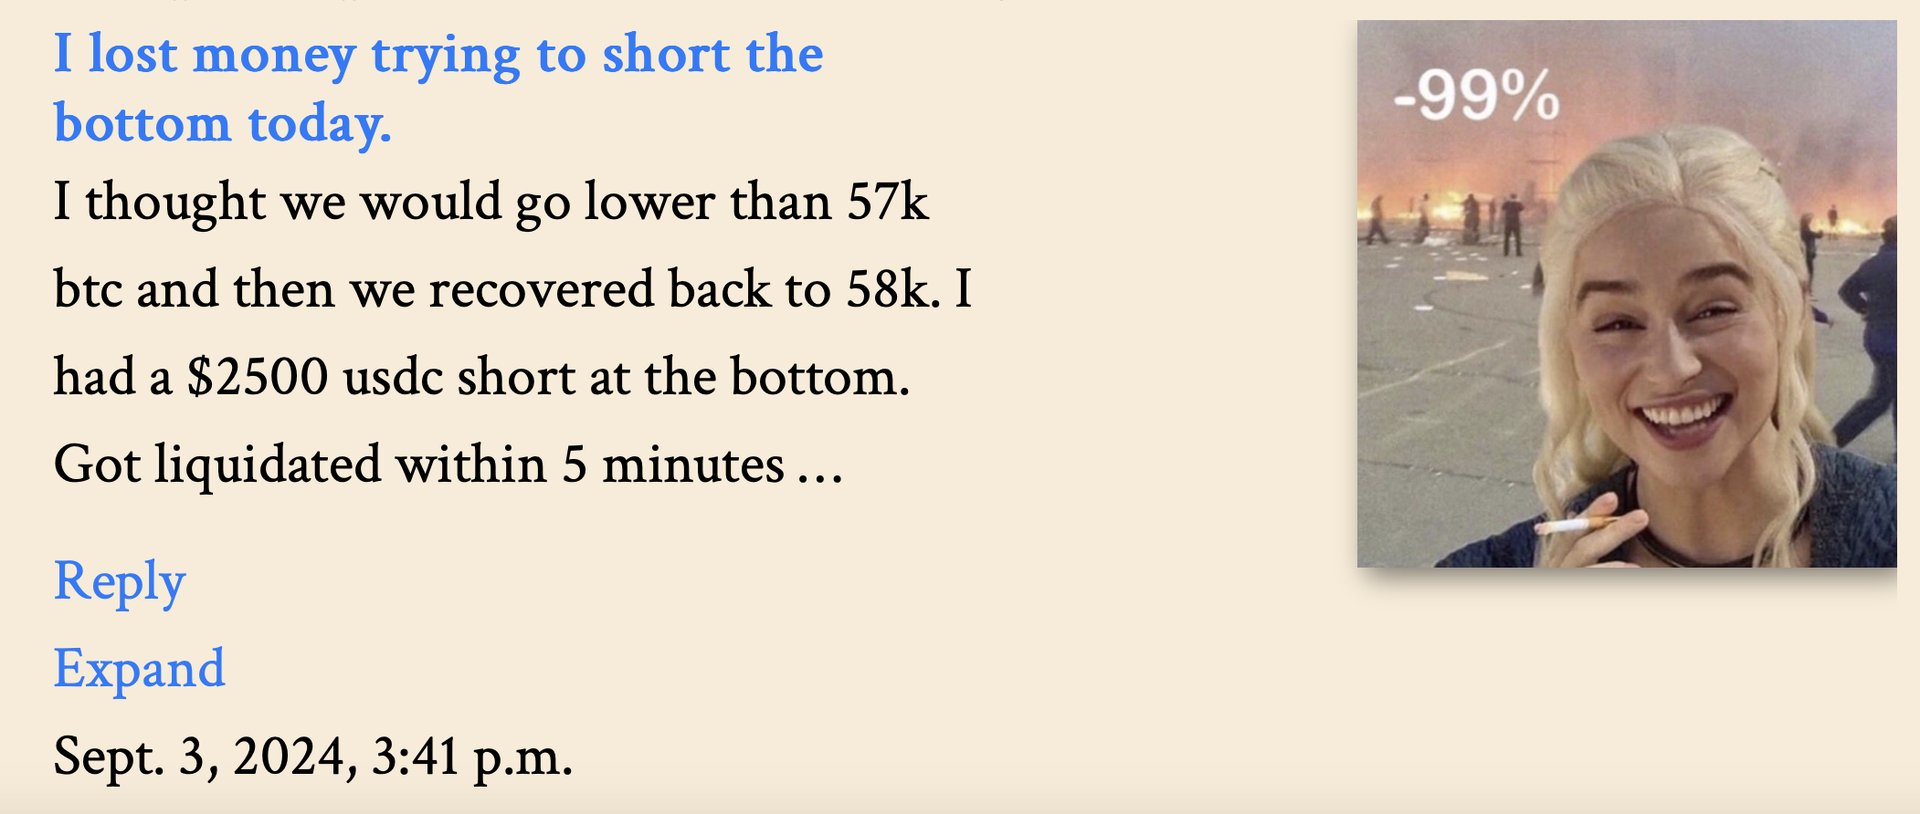 I lost money trying to short the
bottom today.
I thought we would go lower than 57k
btc and then we recovered back to 58k. I
had a $2500 usdc short at the bottom.
Got liquidated within 5 minutes …
Reply
Expand
Sept. 3, 2024, 3:41 p.m.
-99%